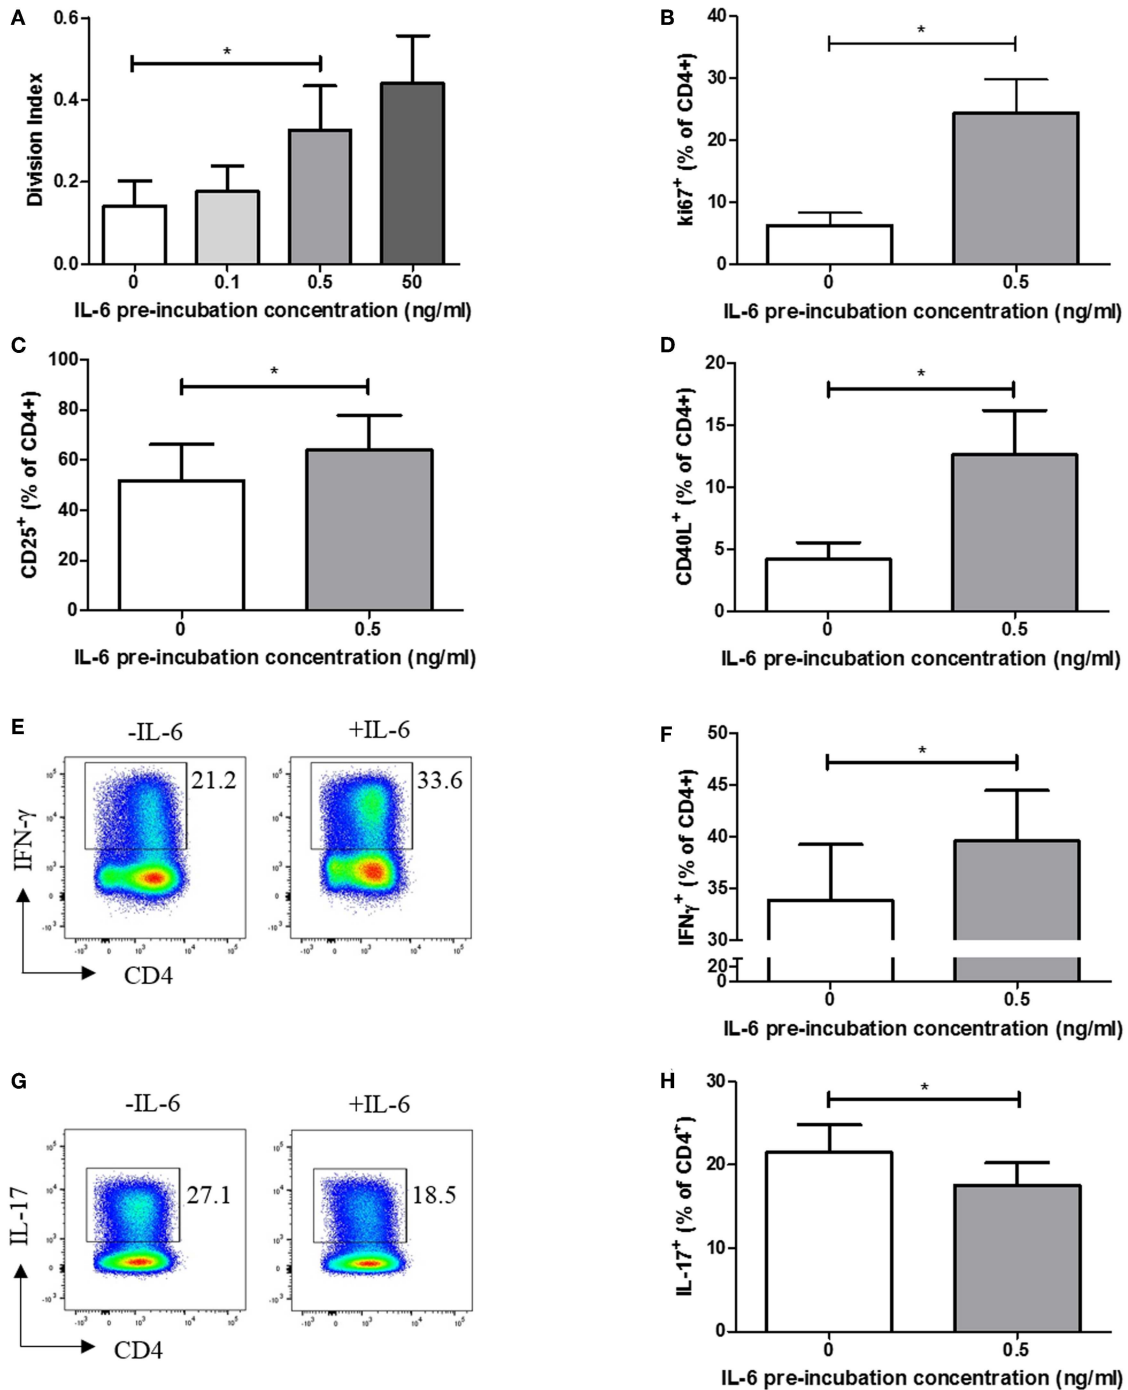 A
0.6
0.4
0.2
0.0
Division Index
*
0 0.1 0.5 50
IL-6 pre-incubation concentration (ng/ml)
B
40
30
20
10
0
ki67+ (% of CD4+)
*
0 0.5
IL-6 pre-incubation concentration (ng/ml)
C
100
80
60
40
20
0
CD25+ (% of CD4+)
*
0 0.5
IL-6 pre-incubation concentration (ng/ml)
D
20
15
10
5
0
CD40L+ (% of CD4+)
*
0 0.5
IL-6 pre-incubation concentration (ng/ml)
E
-IL-6 +IL-6
21.2 33.6
IFN-γ
CD4
F
50
45
40
35
30
20
0
IFNγ+ (% of CD4+)
*
0 0.5
IL-6 pre-incubation concentration (ng/ml)
G
-IL-6 +IL-6
27.1 18.5
IL-17
CD4
H
30
20
10
0
IL-17+ (% of CD4+)
*
0 0.5
IL-6 pre-incubation concentration (ng/ml)